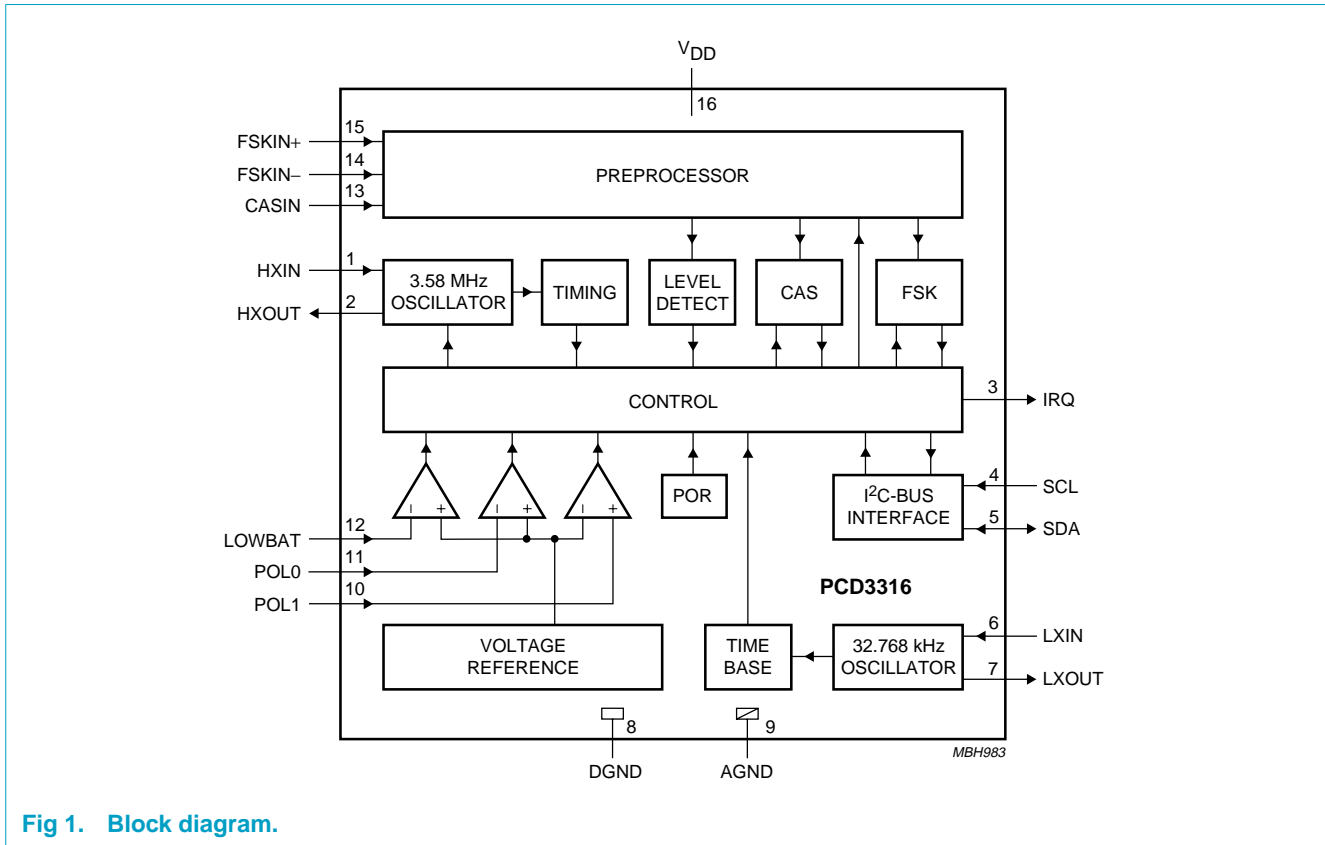 V_DD
16
15
FSKIN+
14
FSKIN−
13
CASIN
PREPROCESSOR
1
HXIN
2
HXOUT
3.58 MHz
OSCILLATOR
TIMING
LEVEL
DETECT
CAS
FSK
CONTROL
3
IRQ
− +
− +
− +
POR
I²C-BUS
INTERFACE
4
SCL
5
SDA
12
LOWBAT
11
POL0
10
POL1
PCD3316
VOLTAGE
REFERENCE
TIME
BASE
32.768 kHz
OSCILLATOR
6
LXIN
7
LXOUT
8
9
DGND
AGND
MBH983
Fig 1. Block diagram.